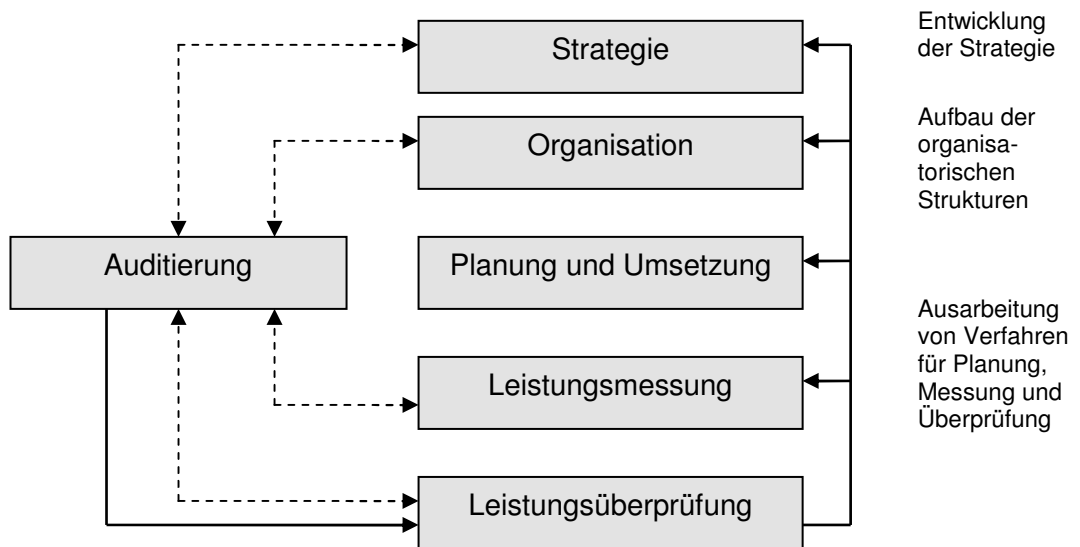 Strategie
Organisation
Auditierung
Planung und Umsetzung
Leistungsmessung
Leistungsüberprüfung
Entwicklung
der Strategie
Aufbau der
organisa-
torischen
Strukturen
Ausarbeitung
von Verfahren
für Planung,
Messung und
Überprüfung